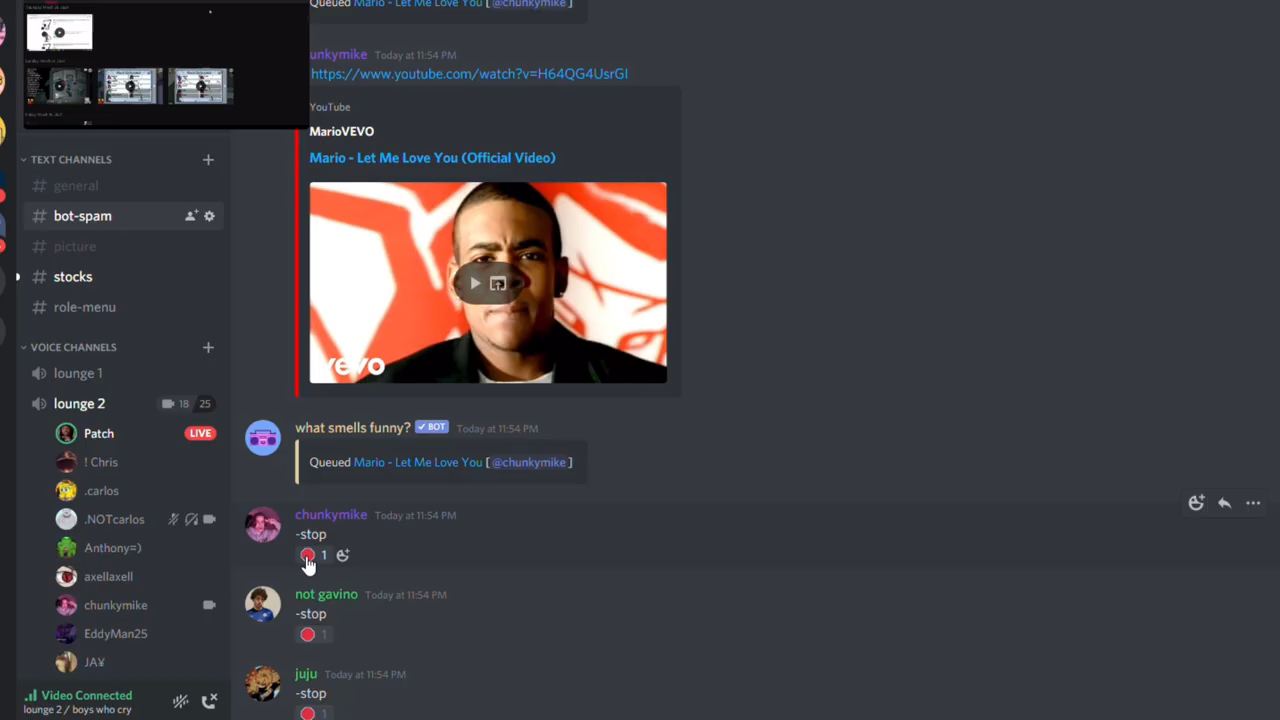 Queued Mario - Let Me Love You [ @chunkymike ]
unkymike Today at 11:54 PM
https://www.youtube.com/watch?v=H64QG4UsrGI
YouTube
MarioVEVO
Mario - Let Me Love You (Official Video)
vevo
what smells funny? ✓ BOT Today at 11:54 PM
Queued Mario - Let Me Love You [ @chunkymike ]
chunkymike Today at 11:54 PM
-stop
1
not gavino Today at 11:54 PM
-stop
1
juju Today at 11:54 PM
-stop
1
TEXT CHANNELS
# general
# bot-spam
# picture
# stocks
# role-menu
VOICE CHANNELS
lounge 1
lounge 2 18 25
Patch LIVE
! Chris
.carlos
.NOTcarlos
Anthony=)
axellaxell
chunkymike
EddyMan25
JA¥
Video Connected
lounge 2 / boys who cry